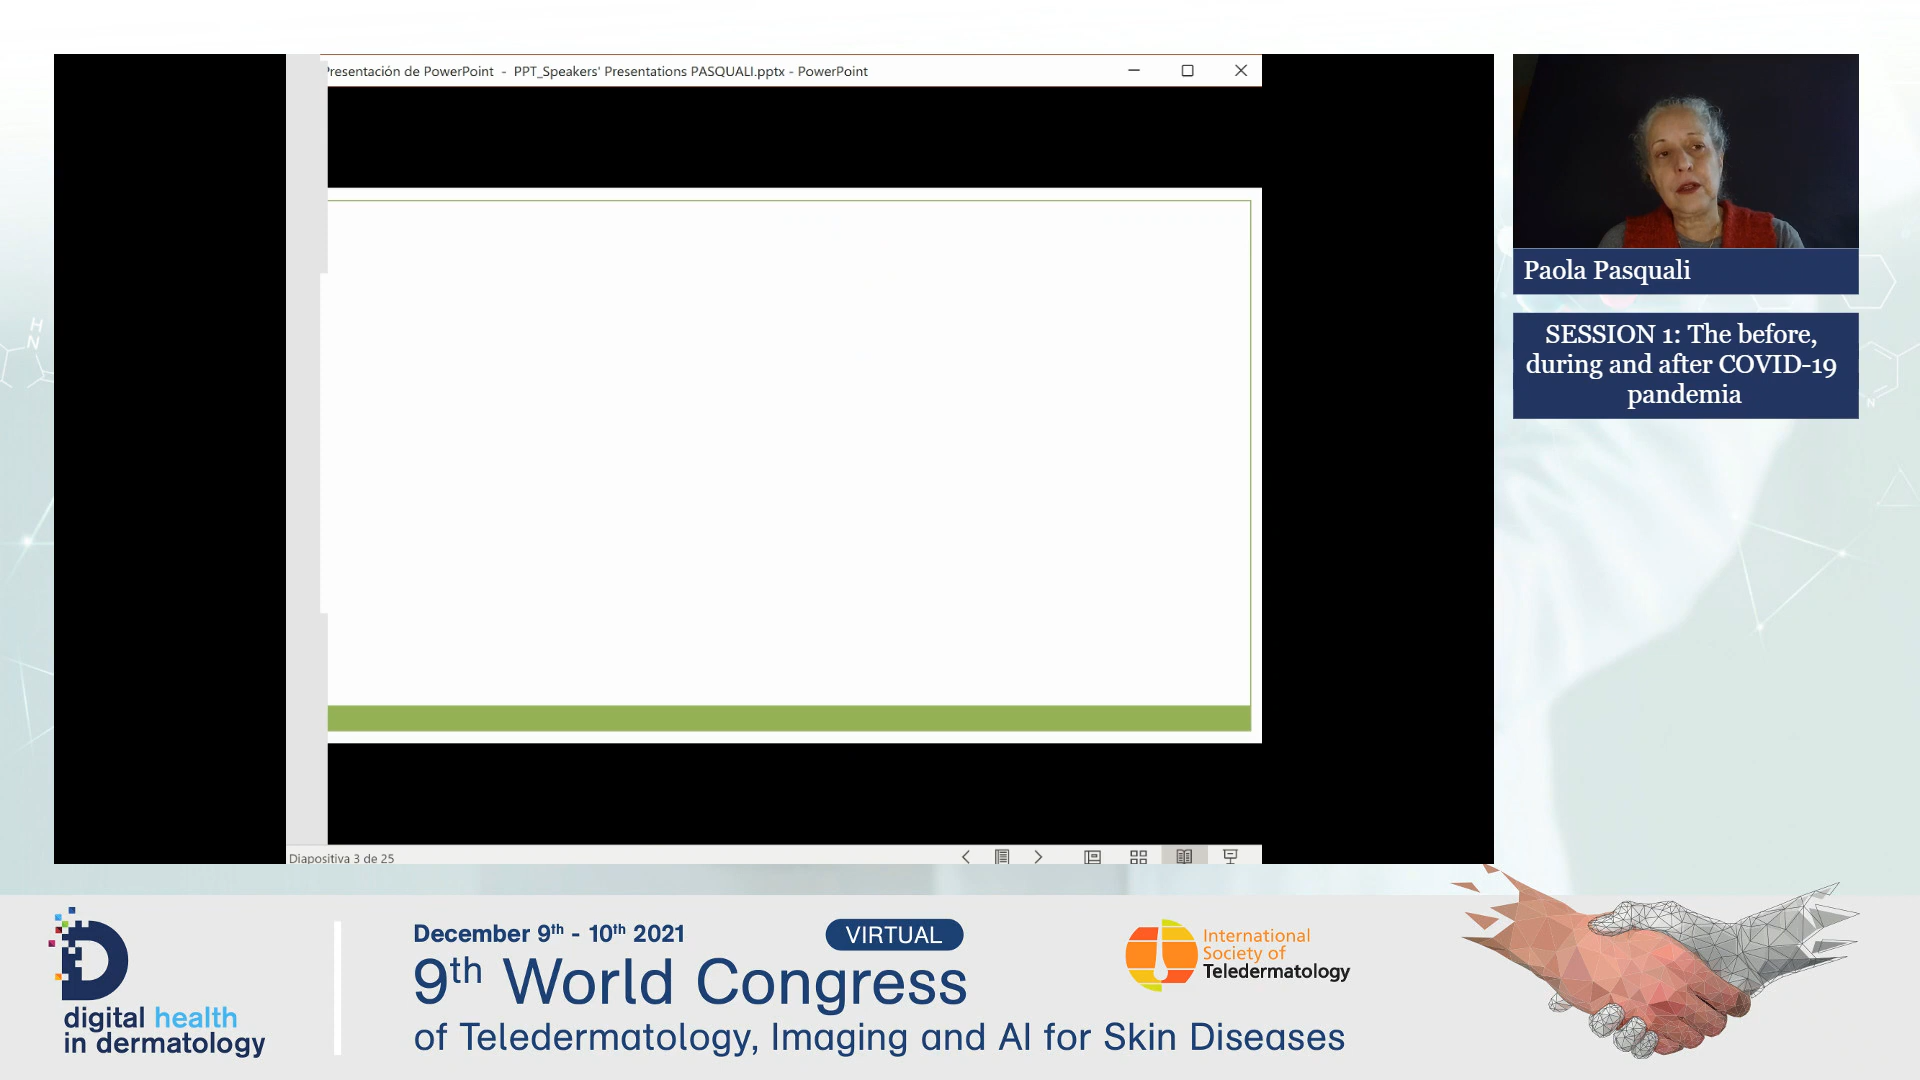 Presentación de PowerPoint - PPT_Speakers' Presentations PASQUALI.pptx - PowerPoint
Diapositiva 3 de 25
Paola Pasquali
SESSION 1: The before,
during and after COVID-19
pandemia
H
N
N
digital health
in dermatology
December 9th - 10th 2021
VIRTUAL
9th World Congress
of Teledermatology, Imaging and AI for Skin Diseases
International
Society of
Teledermatology